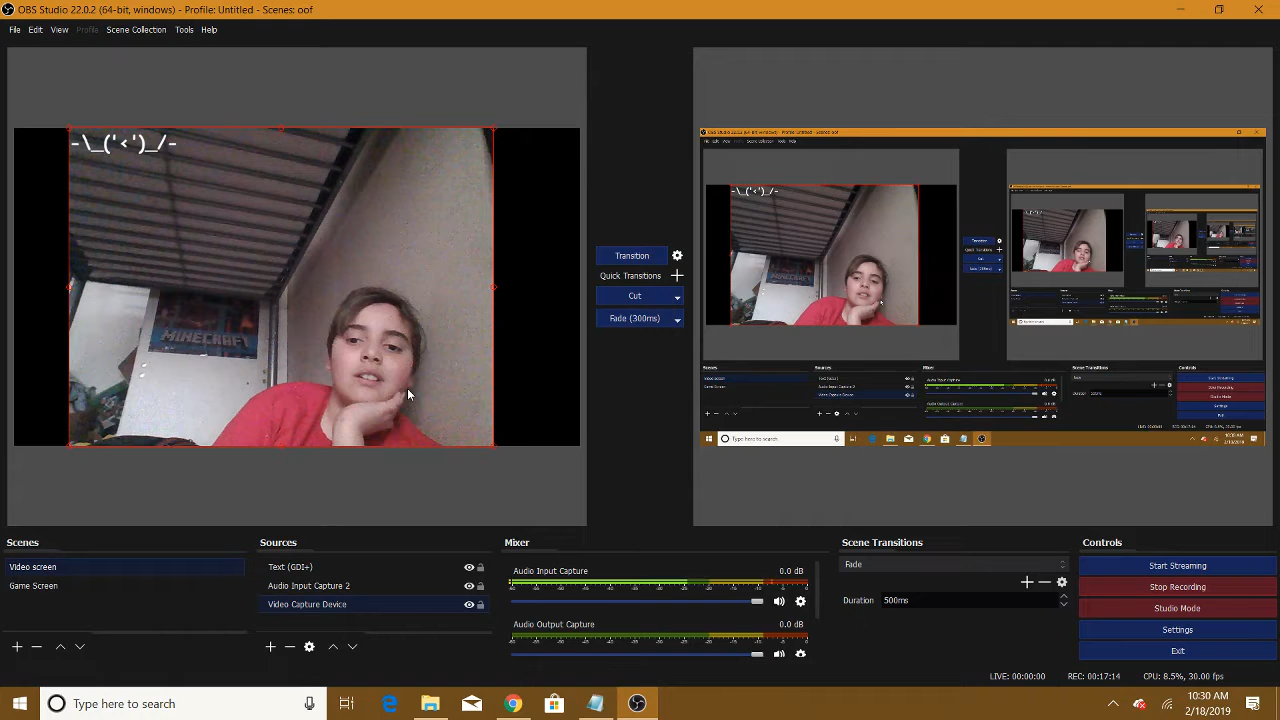 OBS Studio 22.0.2 (64-bit, windows) - Profile: Untitled - Scenes: oof
File Edit View Profile Scene Collection Tools Help
-\_('<')_/-
MINECRAFT
Transition
Quick Transitions
Cut
Fade (300ms)
Scenes
Video screen
Game Screen
Sources
Text (GDI+)
Audio Input Capture 2
Video Capture Device
Mixer
Audio Input Capture 0.0 dB
Audio Output Capture 0.0 dB
Scene Transitions
Fade
Duration 500ms
Controls
Start Streaming
Stop Recording
Studio Mode
Settings
Exit
LIVE: 00:00:00 REC: 00:17:14 CPU: 8.5%, 30.00 fps
Type here to search
10:30 AM
2/18/2019